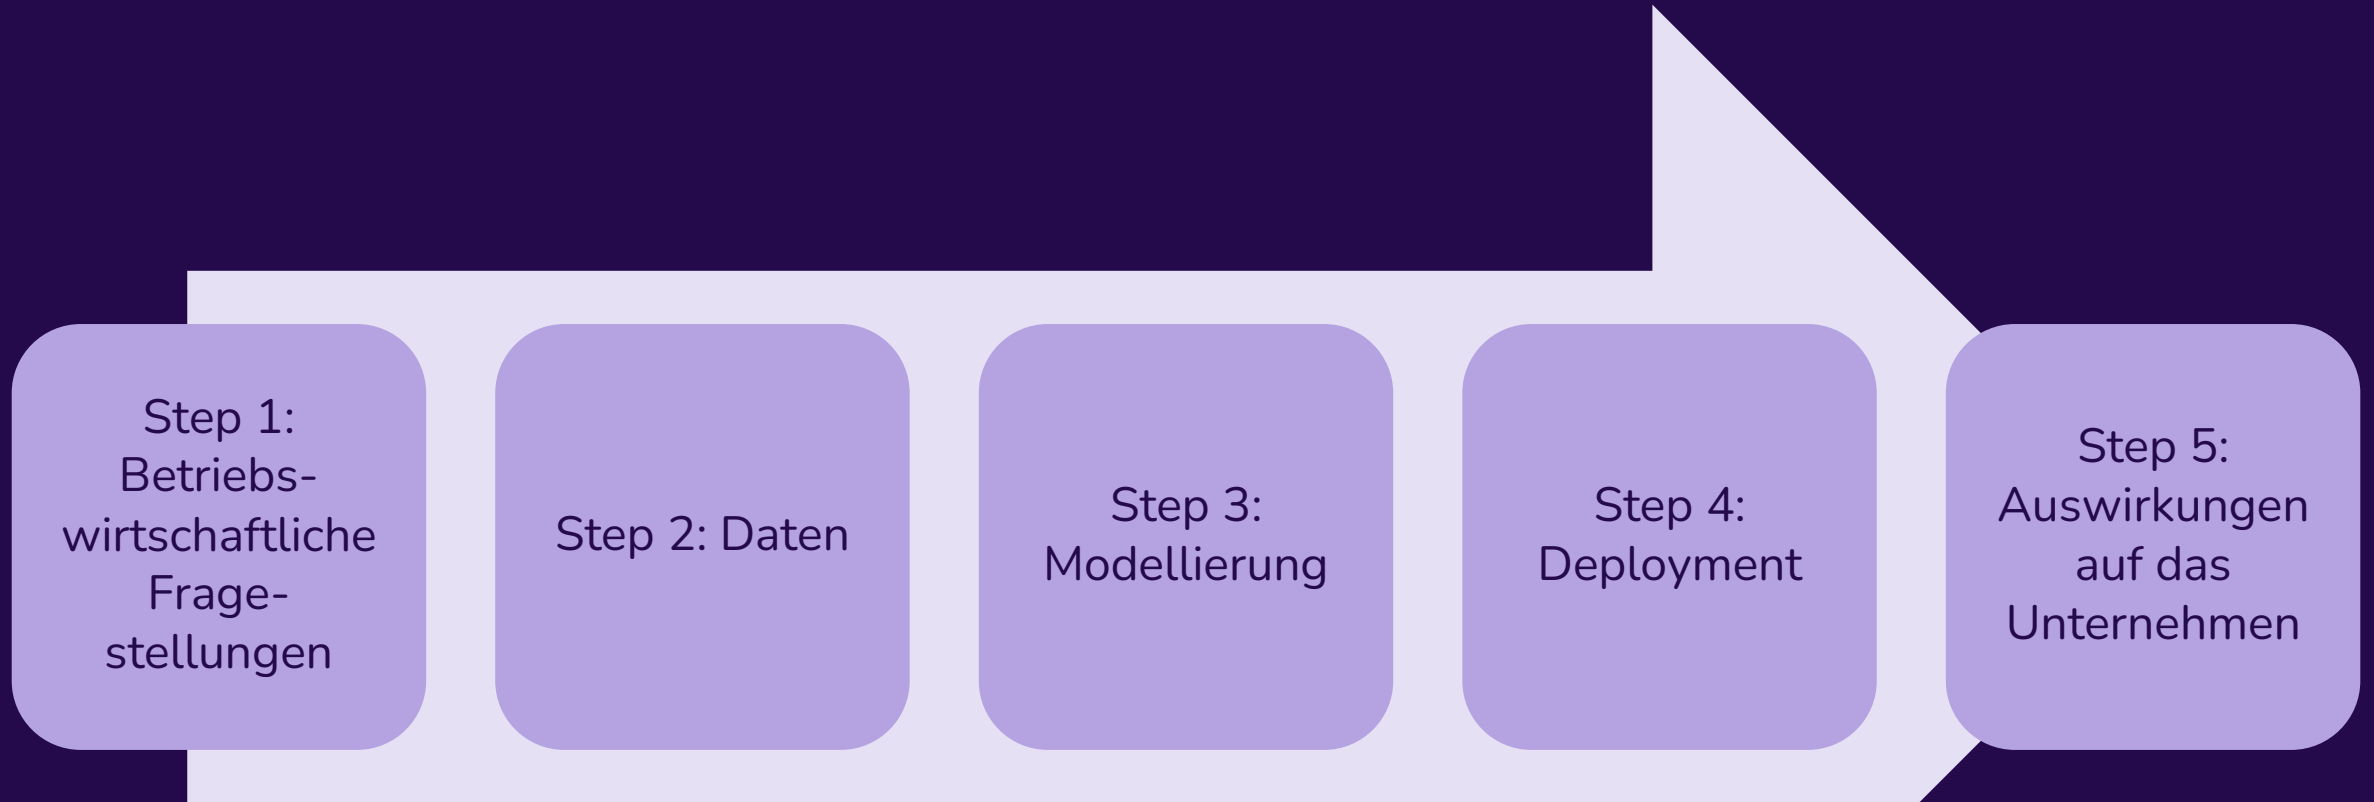 Step 1:
Betriebs-
wirtschaftliche
Frage-
stellungen
Step 2: Daten
Step 3:
Modellierung
Step 4:
Deployment
Step 5:
Auswirkungen
auf das
Unternehmen